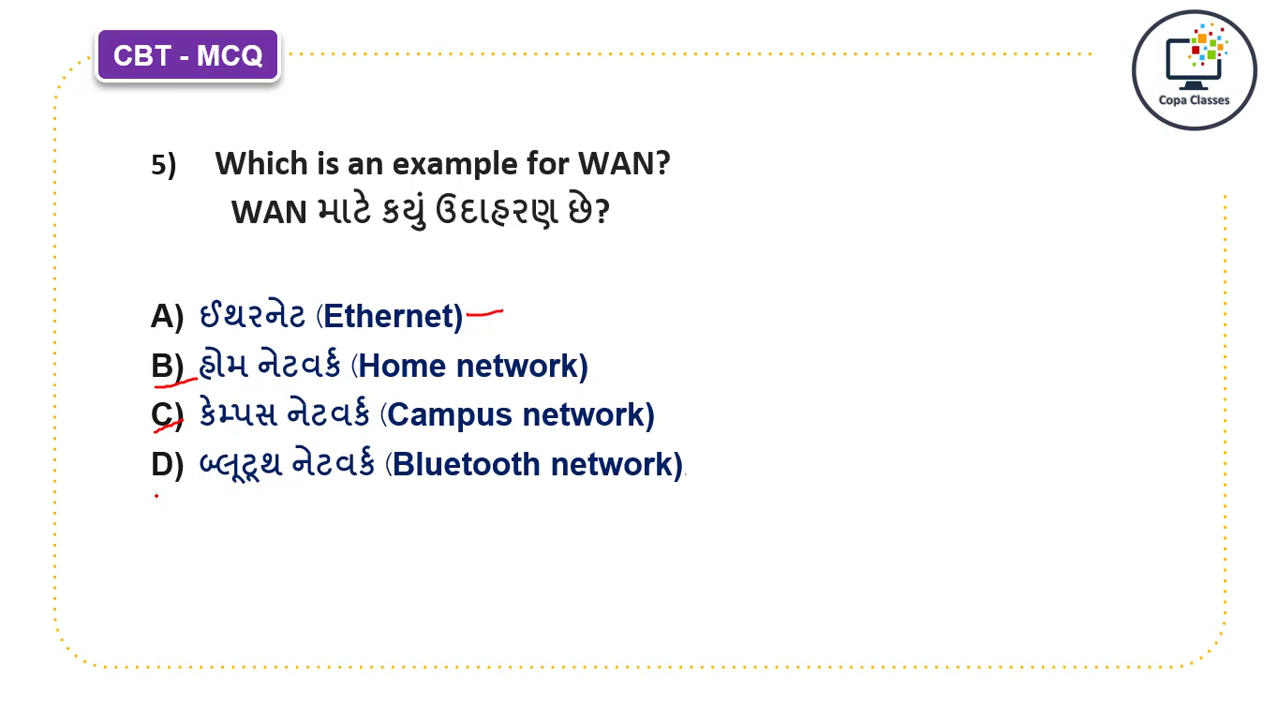 CBT - MCQ
Copa Classes
5) Which is an example for WAN?
WAN માટે કયું ઉદાહરણ છે?
A) ઈથરનેટ (Ethernet)
B) હોમ નેટવર્ક (Home network)
C) કેમ્પસ નેટવર્ક (Campus network)
D) બ્લૂટૂથ નેટવર્ક (Bluetooth network)